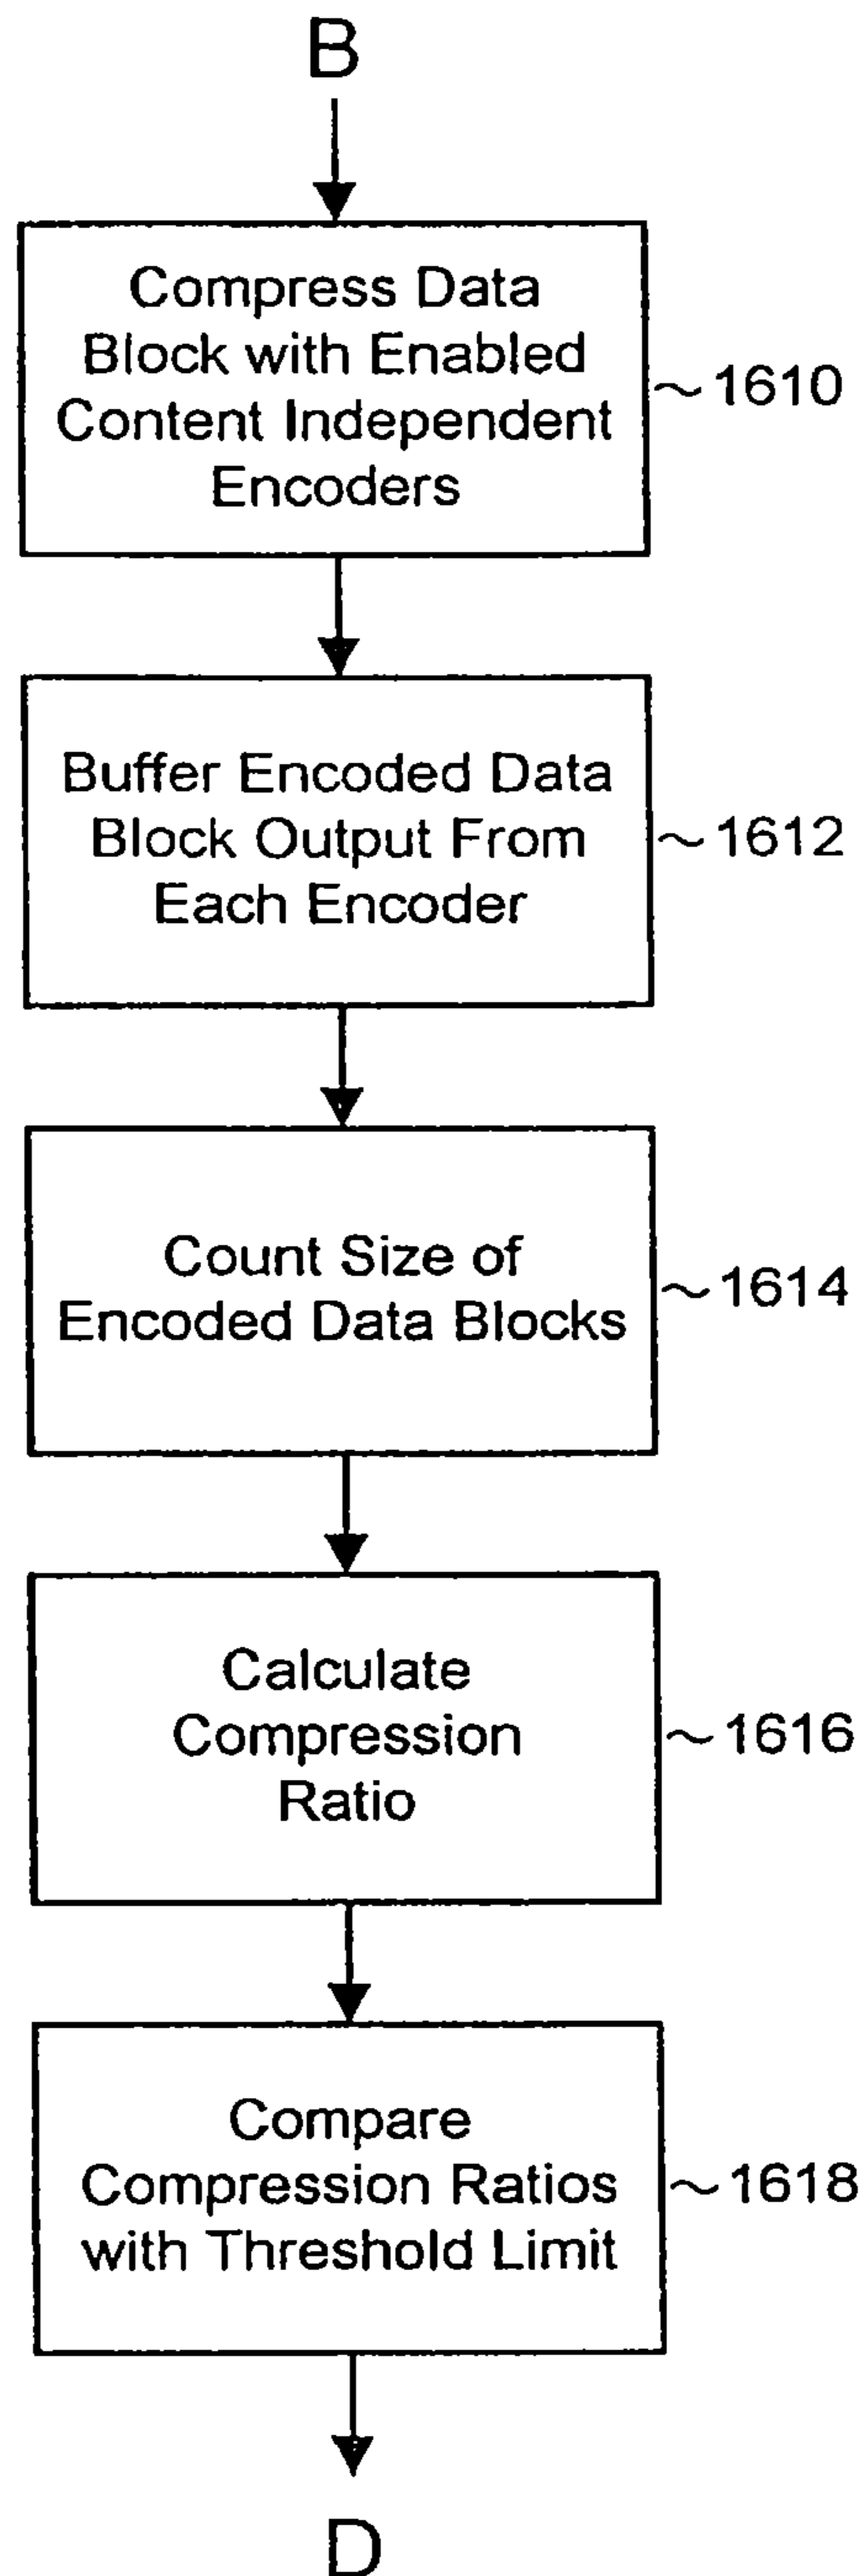 B
Compress Data
Block with Enabled
Content Independent
Encoders
~1610
Buffer Encoded Data
Block Output From
Each Encoder
~1612
Count Size of
Encoded Data Blocks
~1614
Calculate
Compression
Ratio
~1616
Compare
Compression Ratios
with Threshold Limit
~1618
D